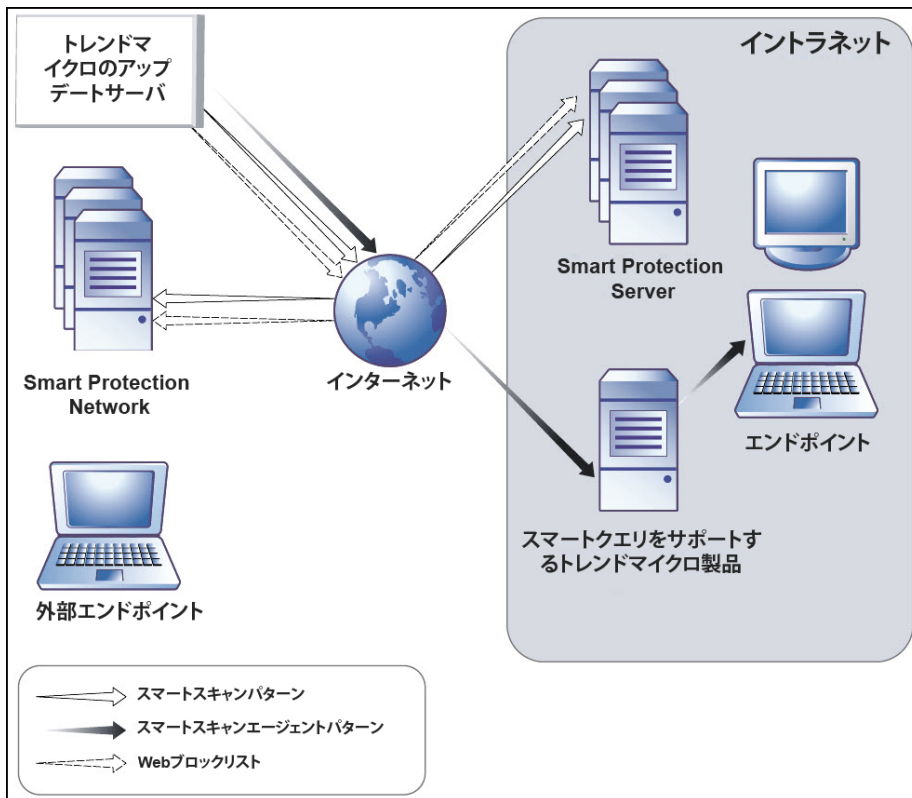 トレンドマ
イクロのアップ
デートサーバ
イントラネット
Smart Protection
Server
Smart Protection
Network
インターネット
エンドポイント
スマートクエリをサポートす
るトレンドマイクロ製品
外部エンドポイント
スマートスキャンパターン
スマートスキャンエージェントパターン
Webブロックリスト